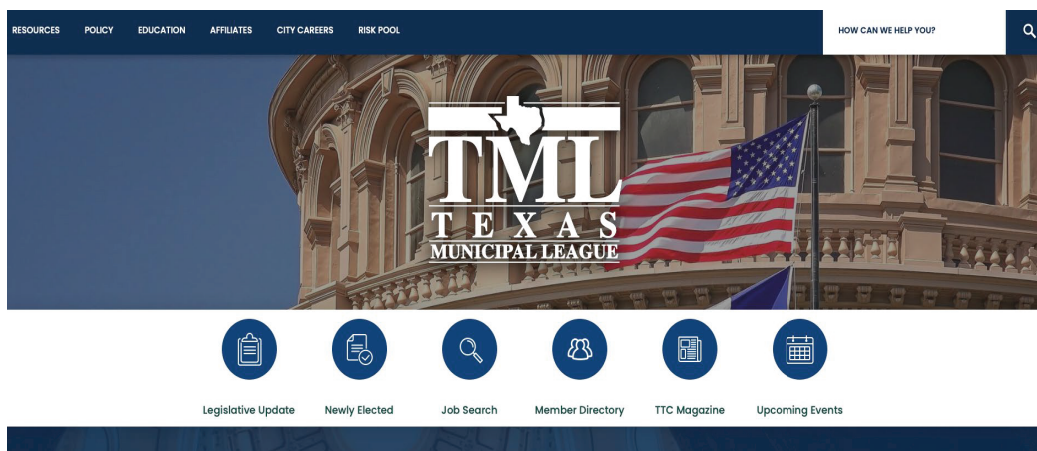 RESOURCES POLICY EDUCATION AFFILIATES CITY CAREERS RISK POOL HOW CAN WE HELP YOU?
TML
TEXAS
MUNICIPAL LEAGUE
Legislative Update Newly Elected Job Search Member Directory TTC Magazine Upcoming Events